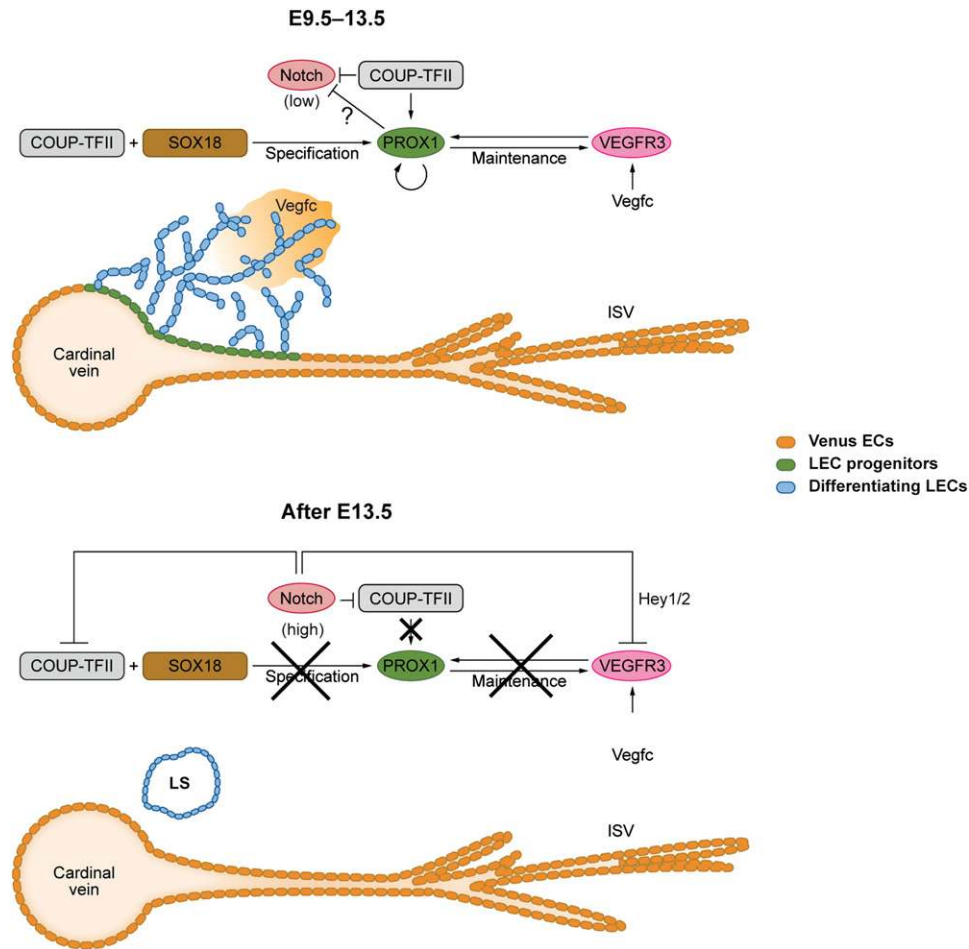 E9.5–13.5
Notch
(low)
COUP-TFII
?
COUP-TFII
+
SOX18
Specification
PROX1
Maintenance
VEGFR3
Vegfc
Vegfc
ISV
Cardinal
vein
Venus ECs
LEC progenitors
Differentiating LECs
After E13.5
Notch
(high)
COUP-TFII
Hey1/2
COUP-TFII
+
SOX18
Specification
PROX1
Maintenance
VEGFR3
Vegfc
LS
ISV
Cardinal
vein